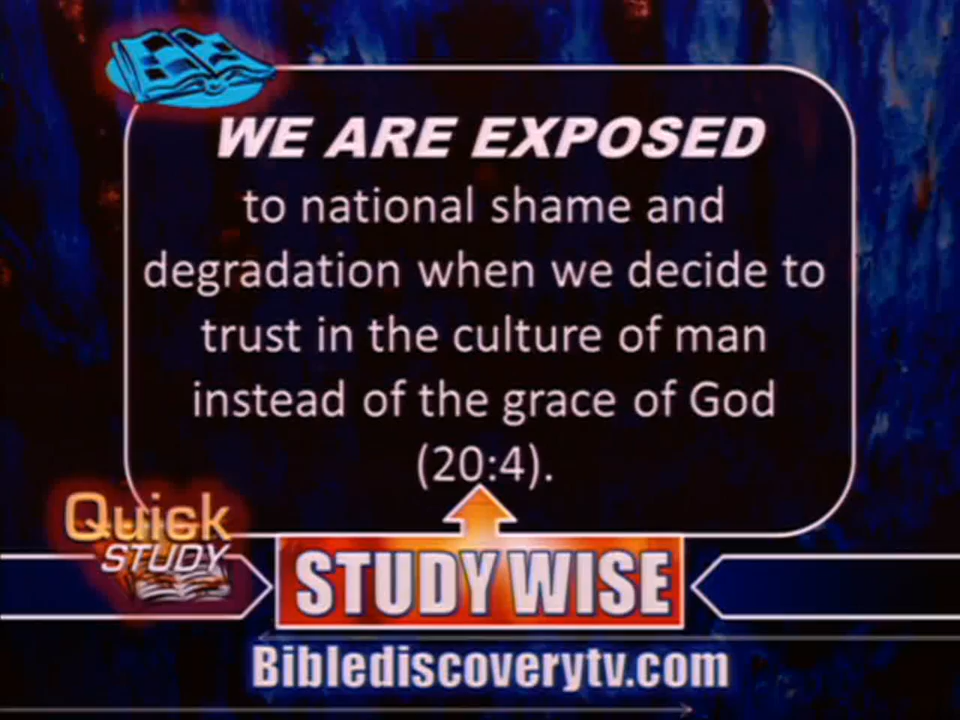 WE ARE EXPOSED
to national shame and
degradation when we decide to
trust in the culture of man
instead of the grace of God
(20:4).
Quick
STUDY
STUDY WISE
Biblediscoverytv.com